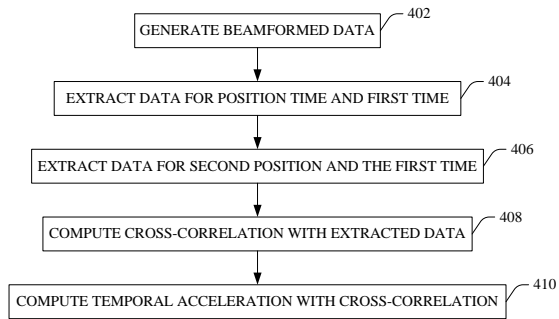 402
GENERATE BEAMFORMED DATA
404
EXTRACT DATA FOR POSITION TIME AND FIRST TIME
406
EXTRACT DATA FOR SECOND POSITION AND THE FIRST TIME
408
COMPUTE CROSS-CORRELATION WITH EXTRACTED DATA
410
COMPUTE TEMPORAL ACCELERATION WITH CROSS-CORRELATION